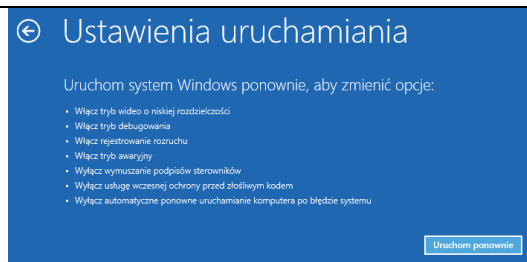 Ustawienia uruchamiania
Uruchom system Windows ponownie, aby zmienić opcje:
• Włącz tryb wideo o niskiej rozdzielczości
• Włącz tryb debugowania
• Włącz rejestrowanie rozruchu
• Włącz tryb awaryjny
• Wyłącz wymuszanie podpisów sterowników
• Wyłącz usługę wczesnej ochrony przed złośliwym kodem
• Wyłącz automatyczne ponowne uruchamianie komputera po błędzie systemu
Uruchom ponownie